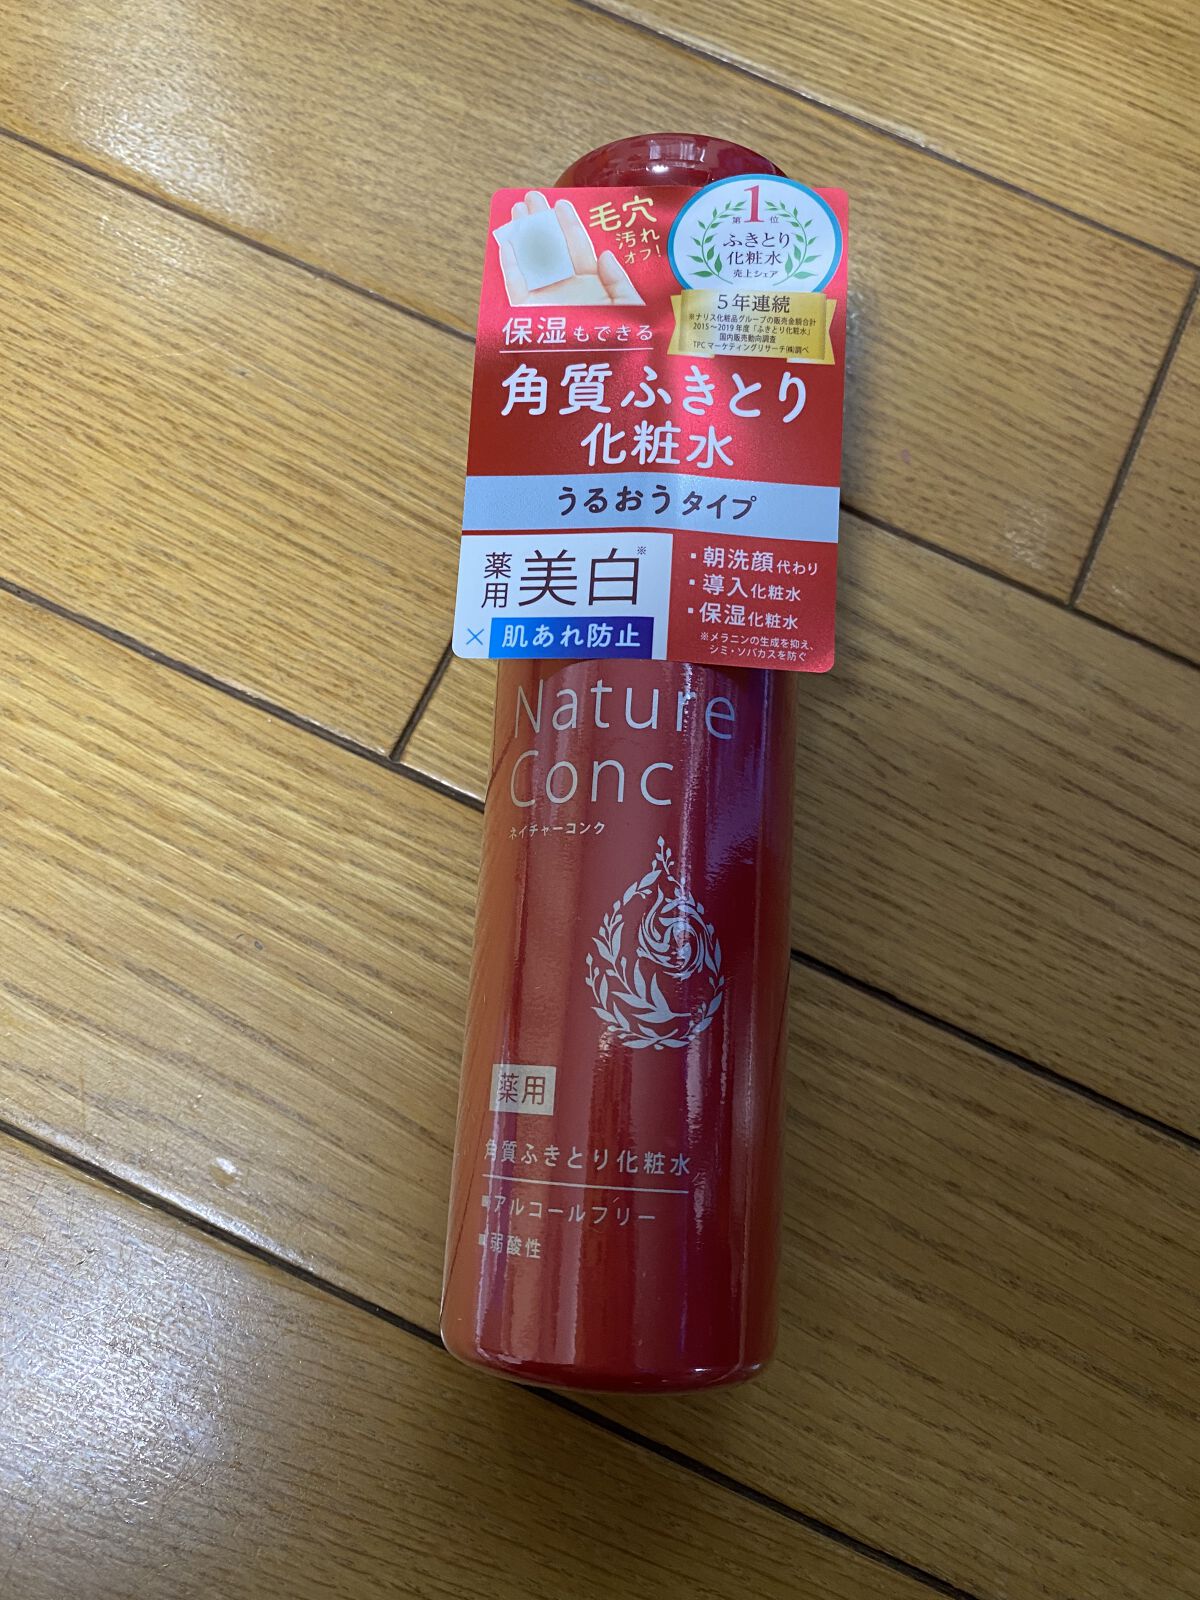 毛穴
汚れ
オフ!
第1位
ふきとり
化粧水
売上シェア
5年連続
※ナリス化粧品グループの販売金額合計
2015～2019年度「ふきとり化粧水」
国内販売動向調査
TPCマーケティングリサーチ㈱調べ
保湿もできる
角質ふきとり
化粧水
うるおうタイプ
薬用美白※
×肌あれ防止
・朝洗顔代わり
・導入化粧水
・保湿化粧水
※メラニンの生成を抑え、
シミ・ソバカスを防ぐ
Nature
Conc
ネイチャーコンク
薬用
角質ふきとり化粧水
■アルコールフリー
■弱酸性